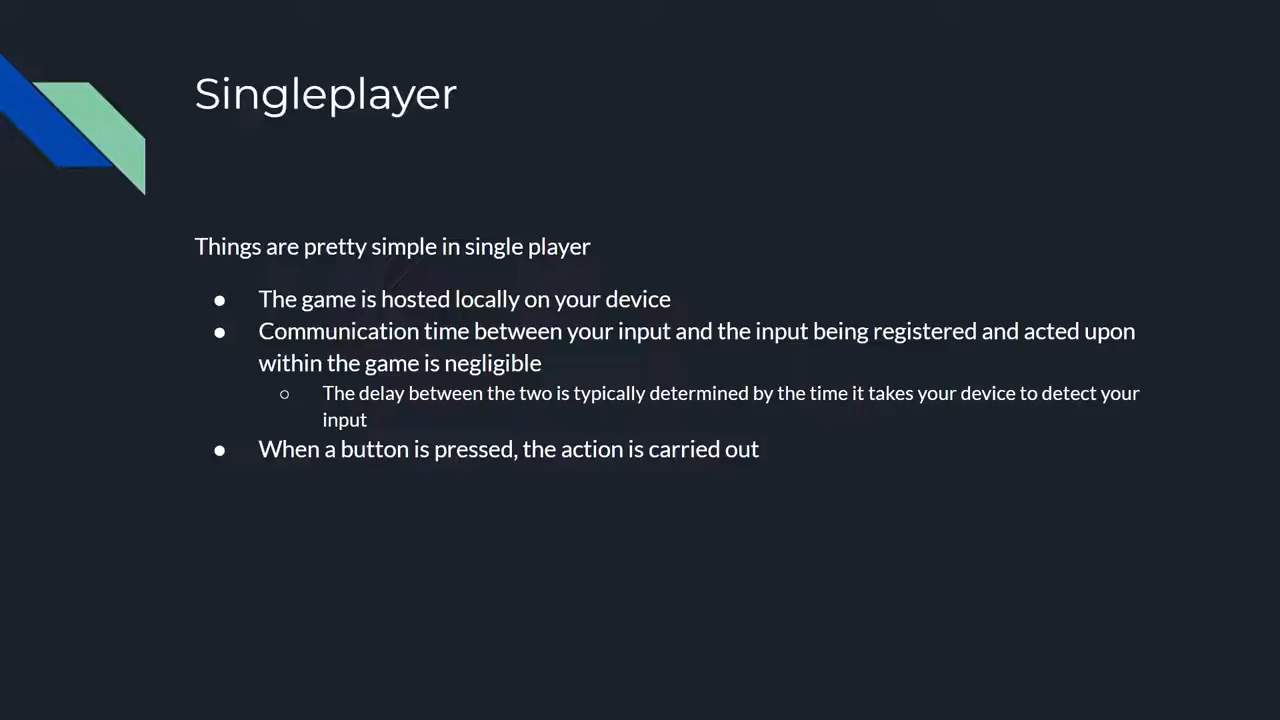 Singleplayer
Things are pretty simple in single player
● The game is hosted locally on your device
● Communication time between your input and the input being registered and acted upon
within the game is negligible
○ The delay between the two is typically determined by the time it takes your device to detect your
input
● When a button is pressed, the action is carried out